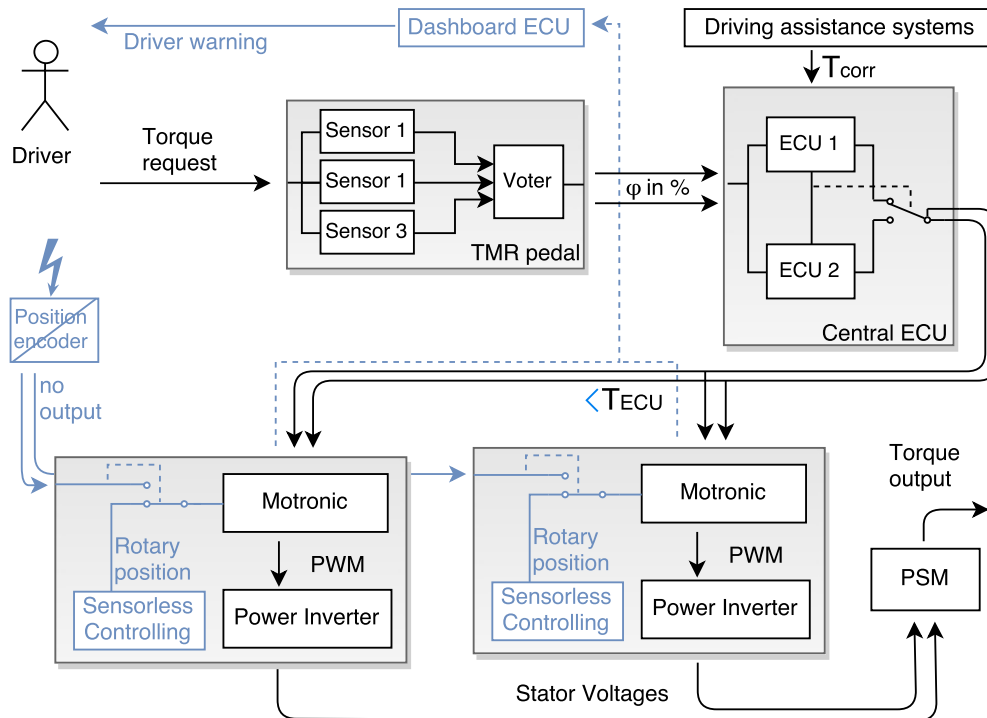 Dashboard ECU
Driving assistance systems
Driver warning
Tcorr
Driver
Torque
request
Sensor 1
Sensor 1
Sensor 3
Voter
TMR pedal
φ in %
ECU 1
ECU 2
Central ECU
Position
encoder
no
output
<TECU
Motronic
Rotary
position
PWM
Sensorless
Controlling
Power Inverter
Motronic
Rotary
position
PWM
Sensorless
Controlling
Power Inverter
Torque
output
PSM
Stator Voltages